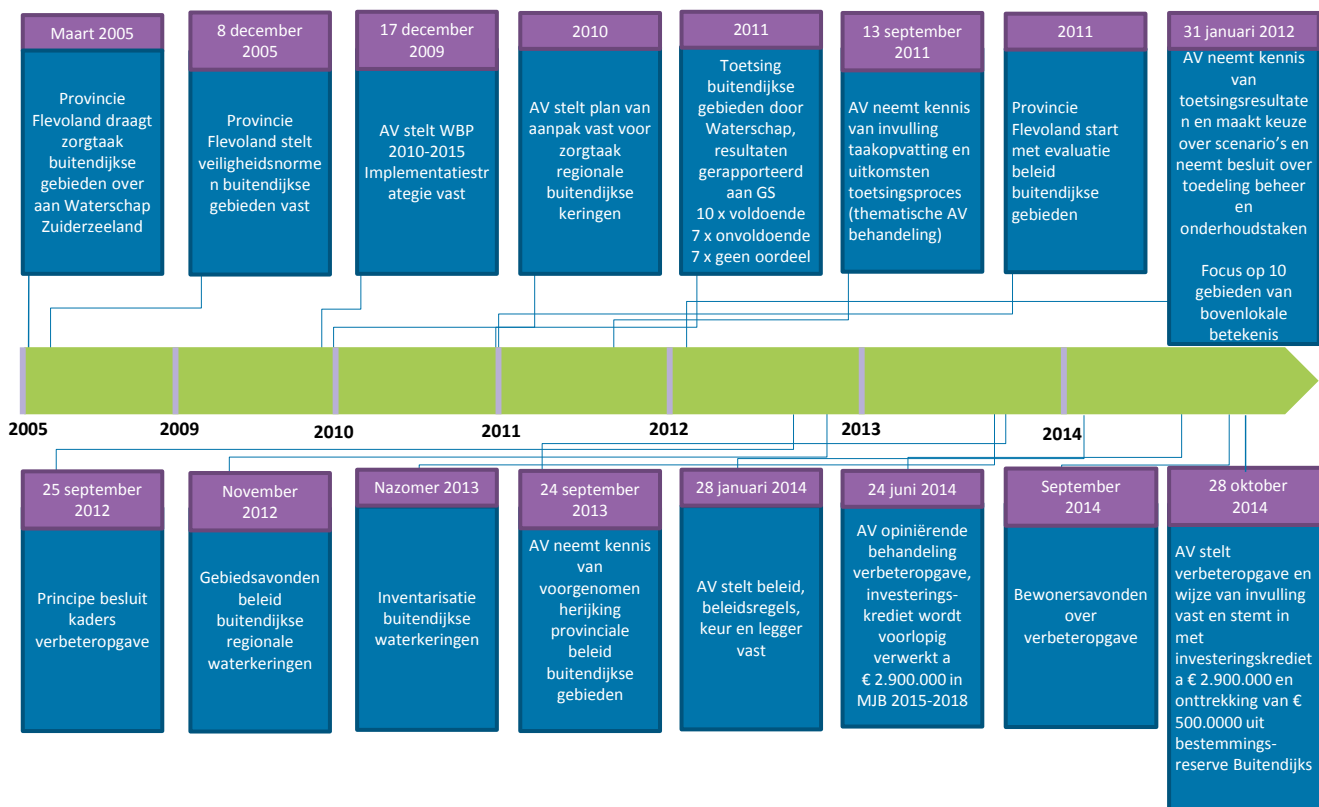 Maart 2005
Provincie
Flevoland draagt
zorgtaak
buitendijkse
gebieden over
aan Waterschap
Zuiderzeeland
8 december
2005
Provincie
Flevoland stelt
veiligheidsnorme
n buitendijkse
gebieden vast
17 december
2009
AV stelt WBP
2010-2015
Implementatiestr
ategie vast
2010
AV stelt plan van
aanpak vast voor
zorgtaak
regionale
buitendijkse
keringen
2011
Toetsing
buitendijkse
gebieden door
Waterschap,
resultaten
gerapporteerd
aan GS
10 x voldoende
7 x onvoldoende
7 x geen oordeel
13 september
2011
AV neemt kennis
van invulling
taakopvatting en
uitkomsten
toetsingsproces
(thematische AV
behandeling)
2011
Provincie
Flevoland start
met evaluatie
beleid
buitendijkse
gebieden
31 januari 2012
AV neemt kennis
van
toetsingsresultate
n en maakt keuze
over scenario's en
neemt besluit over
toedeling beheer
en
onderhoudstaken
Focus op 10
gebieden van
bovenlokale
betekenis
2005
2009
2010
2011
2012
2013
2014
25 september
2012
Principe besluit
kaders
verbeteropgave
November
2012
Gebiedsavonden
beleid
buitendijkse
regionale
waterkeringen
Nazomer 2013
Inventarisatie
buitendijkse
waterkeringen
24 september
2013
AV neemt kennis
van
voorgenomen
herijking
provinciale
beleid
buitendijkse
gebieden
28 januari 2014
AV stelt beleid,
beleidsregels,
keur en legger
vast
24 juni 2014
AV opiniërende
behandeling
verbeteropgave,
investerings-
krediet wordt
voorlopig
verwerkt a
€ 2.900.000 in
MJB 2015-2018
September
2014
Bewonersavonden
over
verbeteropgave
28 oktober
2014
AV stelt
verbeteropgave en
wijze van invulling
vast en stemt in
met
investeringskrediet
a € 2.900.000 en
onttrekking van €
500.0000 uit
bestemmings-
reserve Buitendijks